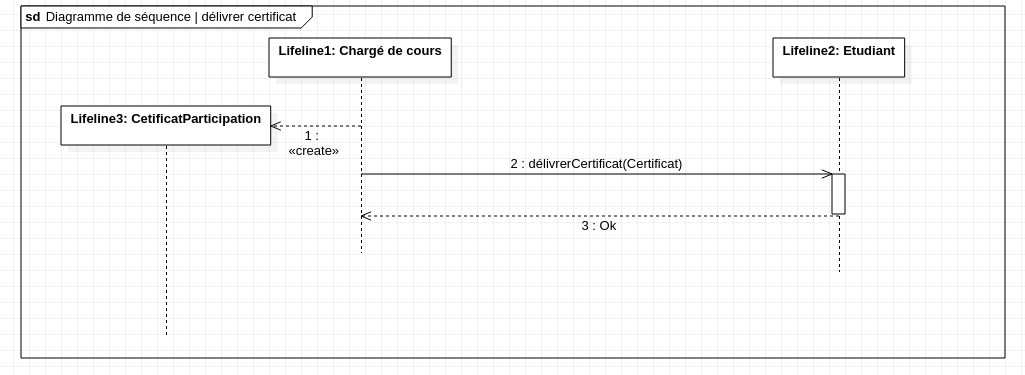 sd Diagramme de séquence | délivrer certificat
Lifeline1: Chargé de cours
Lifeline2: Etudiant
Lifeline3: CetificatParticipation
1 :
«create»
2 : délivrerCertificat(Certificat)
3 : Ok